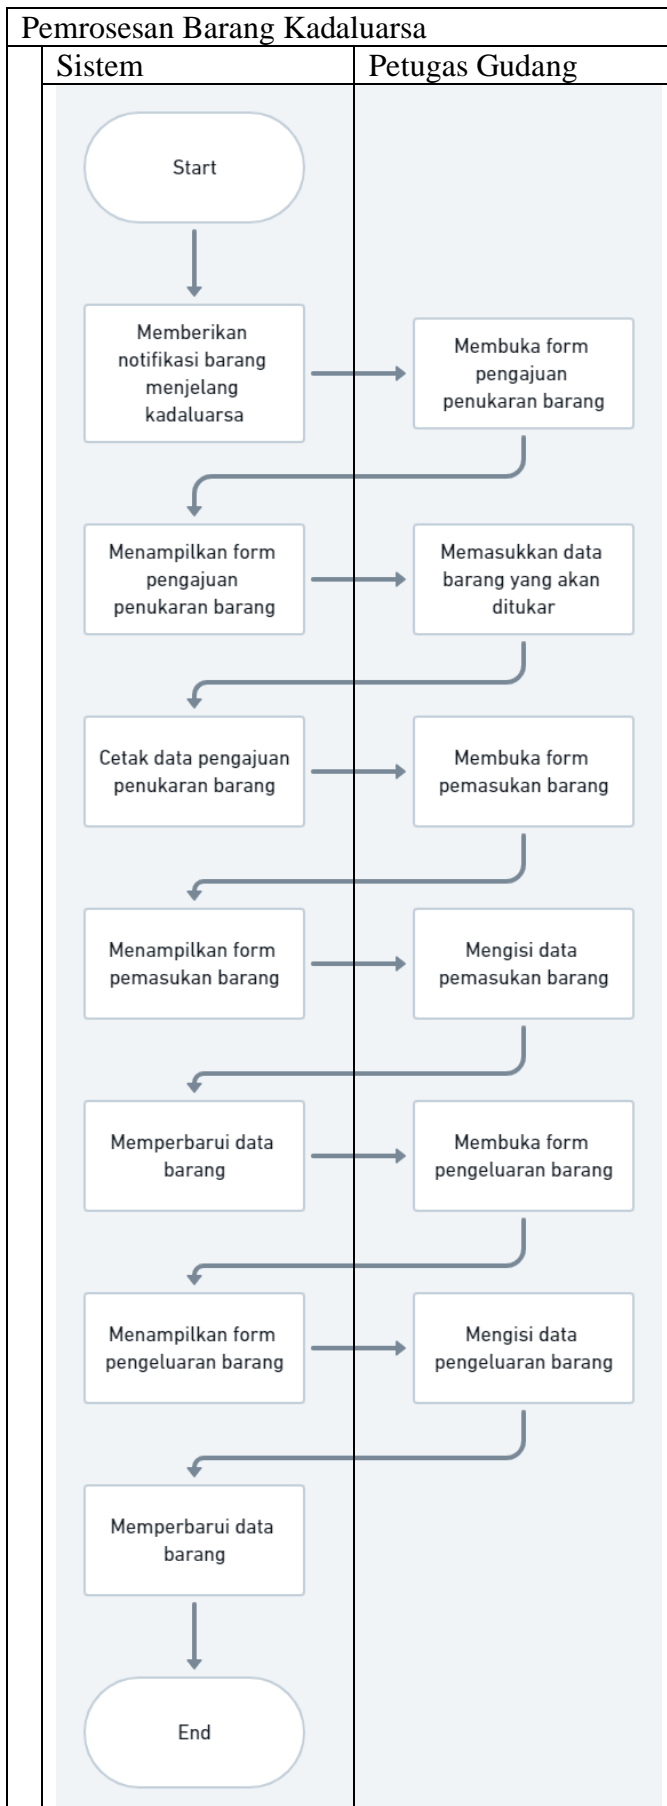 Pemrosesan Barang Kadaluarsa
Sistem
Petugas Gudang
Start
Memberikan
notifikasi barang
menjelang
kadaluarsa
Membuka form
pengajuan
penukaran barang
Menampilkan form
pengajuan
penukaran barang
Memasukkan data
barang yang akan
ditukar
Cetak data pengajuan
penukaran barang
Membuka form
pemasukan barang
Menampilkan form
pemasukan barang
Mengisi data
pemasukan barang
Memperbarui data
barang
Membuka form
pengeluaran barang
Menampilkan form
pengeluaran barang
Mengisi data
pengeluaran barang
Memperbarui data
barang
End